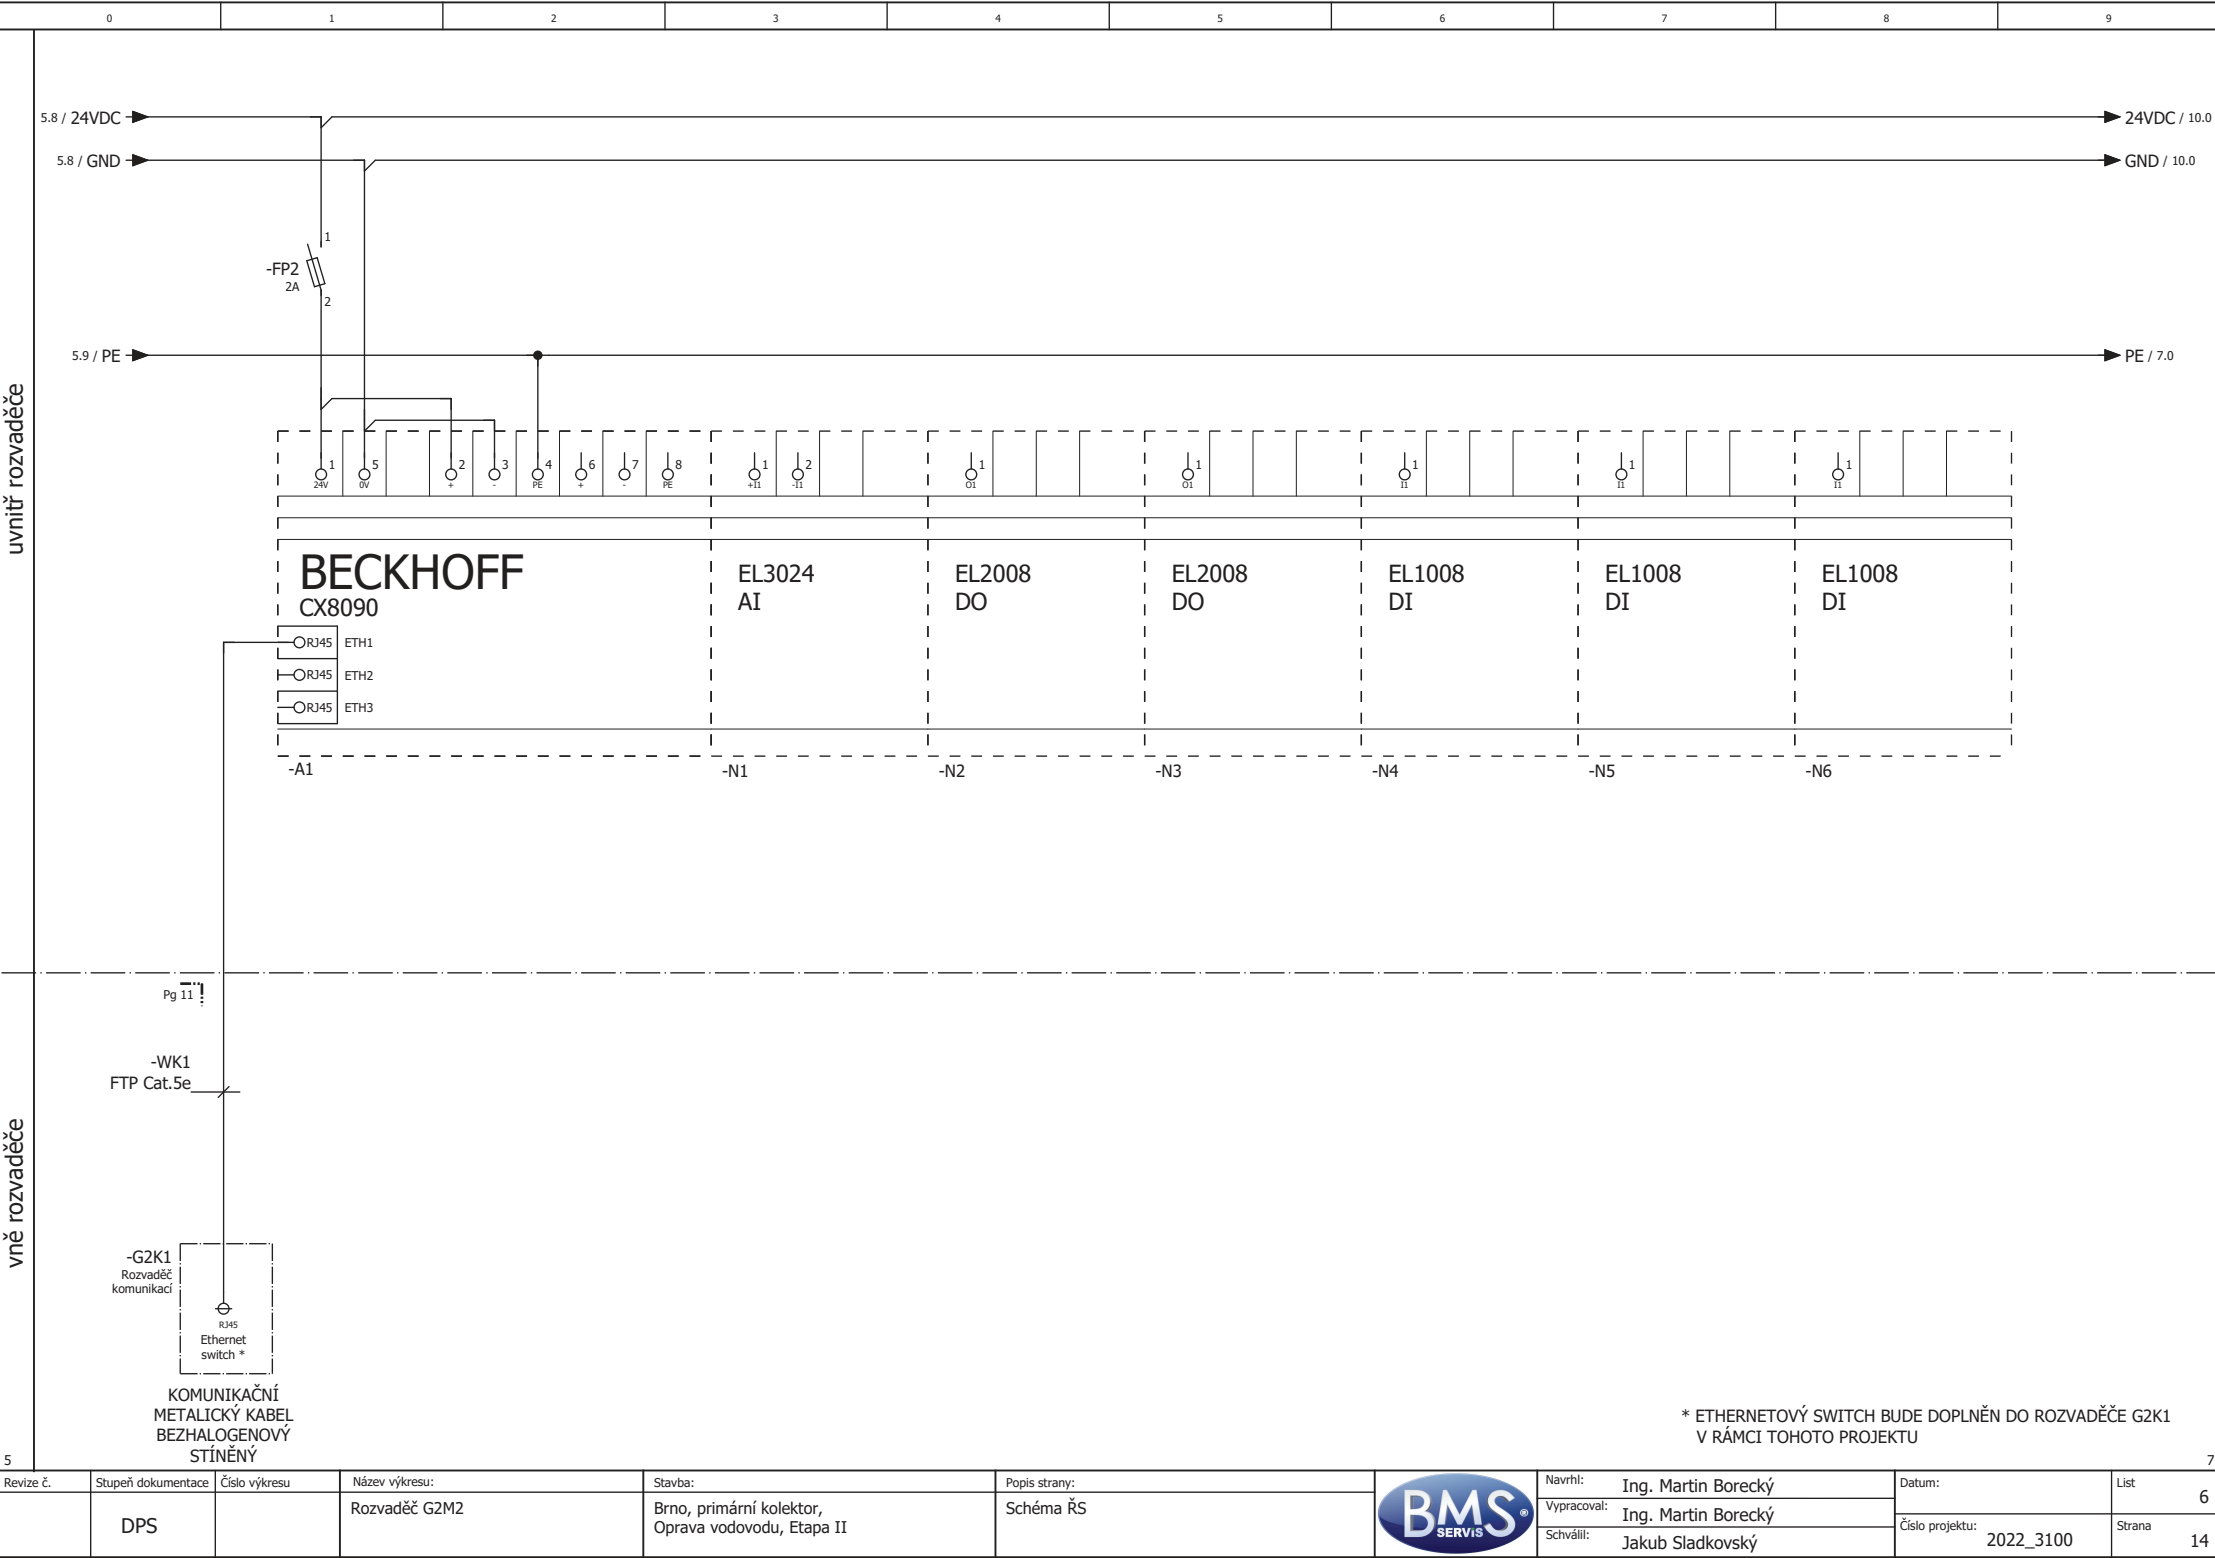 0 1 2 3 4 5 6 7 8 9
5.8 / 24VDC
24VDC / 10.0
5.8 / GND
GND / 10.0
1
-FP2
2A
2
5.9 / PE
PE / 7.0
uvnitř rozvaděče
1 5 2 3 4 6 7 8 1 2 1 1 1 1 1
24V 0V + - PE + - PE +I1 -I1 O1 O1 I1 I1 I1
BECKHOFF
CX8090
EL3024
AI
EL2008
DO
EL2008
DO
EL1008
DI
EL1008
DI
EL1008
DI
RJ45 ETH1
RJ45 ETH2
RJ45 ETH3
-A1 -N1 -N2 -N3 -N4 -N5 -N6
Pg 11
-WK1
FTP Cat.5e
vně rozvaděče
-G2K1
Rozvaděč
komunikací
RJ45
Ethernet
switch *
KOMUNIKAČNÍ
METALICKÝ KABEL
BEZHALOGENOVÝ
STÍNĚNÝ
* ETHERNETOVÝ SWITCH BUDE DOPLNĚN DO ROZVADĚČE G2K1
V RÁMCI TOHOTO PROJEKTU
5
7
Revize č.
Stupeň dokumentace
DPS
Číslo výkresu
Název výkresu:
Rozvaděč G2M2
Stavba:
Brno, primární kolektor,
Oprava vodovodu, Etapa II
Popis strany:
Schéma ŘS
BMS ®
SERVIS
Navrhl: Ing. Martin Borecký
Vypracoval: Ing. Martin Borecký
Schválil: Jakub Sladkovský
Datum:
Číslo projektu: 2022_3100
List 6
Strana 14